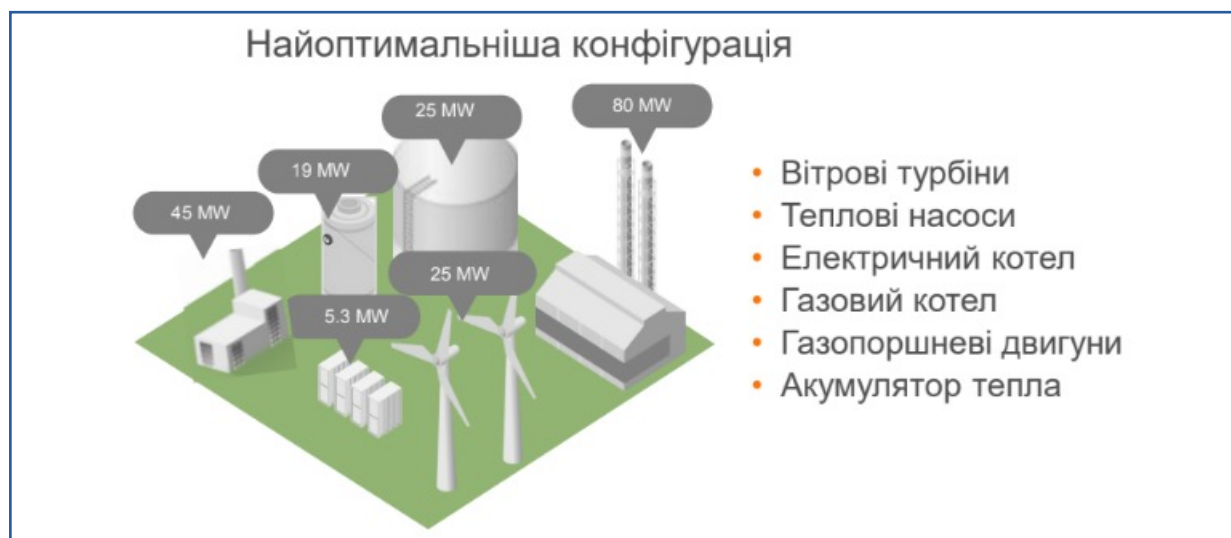 Найоптимальніша конфігурація
25 MW
80 MW
19 MW
45 MW
25 MW
5.3 MW
Вітрові турбіни
Теплові насоси
Електричний котел
Газовий котел
Газопоршневі двигуни
Акумулятор тепла